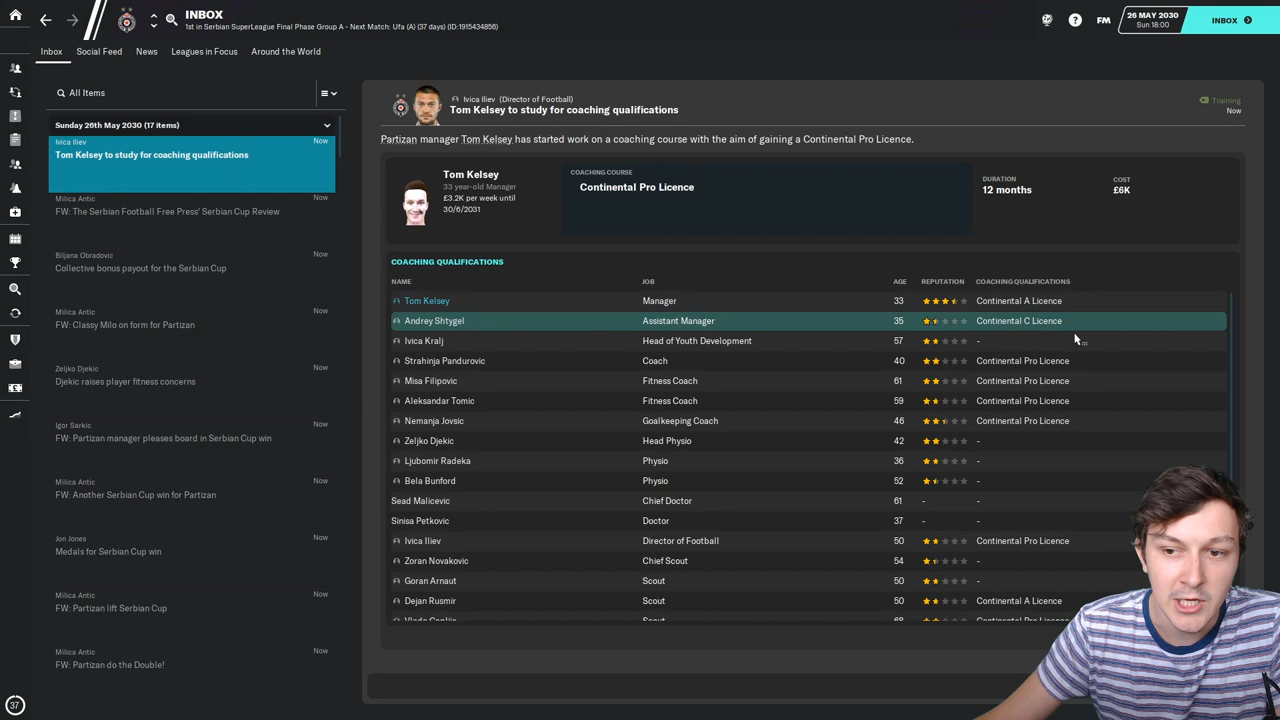 INBOX
1st in Serbian SuperLeague Final Phase Group A - Next Match: Ufa (A) (37 days) (ID:1915434856)
FM
26 MAY 2030
Sun 18:00
INBOX
Inbox Social Feed News Leagues in Focus Around the World
All Items
Sunday 26th May 2030 (17 items)
Ivica Iliev Now
Tom Kelsey to study for coaching qualifications
Milica Antic Now
FW: The Serbian Football Free Press' Serbian Cup Review
Biljana Obradovic Now
Collective bonus payout for the Serbian Cup
Milica Antic Now
FW: Classy Milo on form for Partizan
Zeljko Djekic Now
Djekic raises player fitness concerns
Igor Sarkic Now
FW: Partizan manager pleases board in Serbian Cup win
Milica Antic Now
FW: Another Serbian Cup win for Partizan
Jon Jones Now
Medals for Serbian Cup win
Milica Antic Now
FW: Partizan lift Serbian Cup
Milica Antic Now
FW: Partizan do the Double!
37
Ivica Iliev (Director of Football)
Tom Kelsey to study for coaching qualifications
Training
Now
Partizan manager Tom Kelsey has started work on a coaching course with the aim of gaining a Continental Pro Licence.
Tom Kelsey
33 year-old Manager
£3.2K per week until
30/6/2031
COACHING COURSE
Continental Pro Licence
DURATION
12 months
COST
£6K
COACHING QUALIFICATIONS
NAME JOB AGE REPUTATION COACHING QUALIFICATIONS
Tom Kelsey Manager 33 Continental A Licence
Andrey Shtygel Assistant Manager 35 Continental C Licence
Ivica Kralj Head of Youth Development 57 -
Strahinja Pandurovic Coach 40 Continental Pro Licence
Misa Filipovic Fitness Coach 61 Continental Pro Licence
Aleksandar Tomic Fitness Coach 59 Continental Pro Licence
Nemanja Jovsic Goalkeeping Coach 46 Continental Pro Licence
Zeljko Djekic Head Physio 42 -
Ljubomir Radeka Physio 36 -
Bela Bunford Physio 52 -
Sead Malicevic Chief Doctor 61 - -
Sinisa Petkovic Doctor 37 - -
Ivica Iliev Director of Football 50 Continental Pro Licence
Zoran Novakovic Chief Scout 54 -
Goran Arnaut Scout 50 -
Dejan Rusmir Scout 50 Continental A Licence
Scout 68 Continental Pro Licence